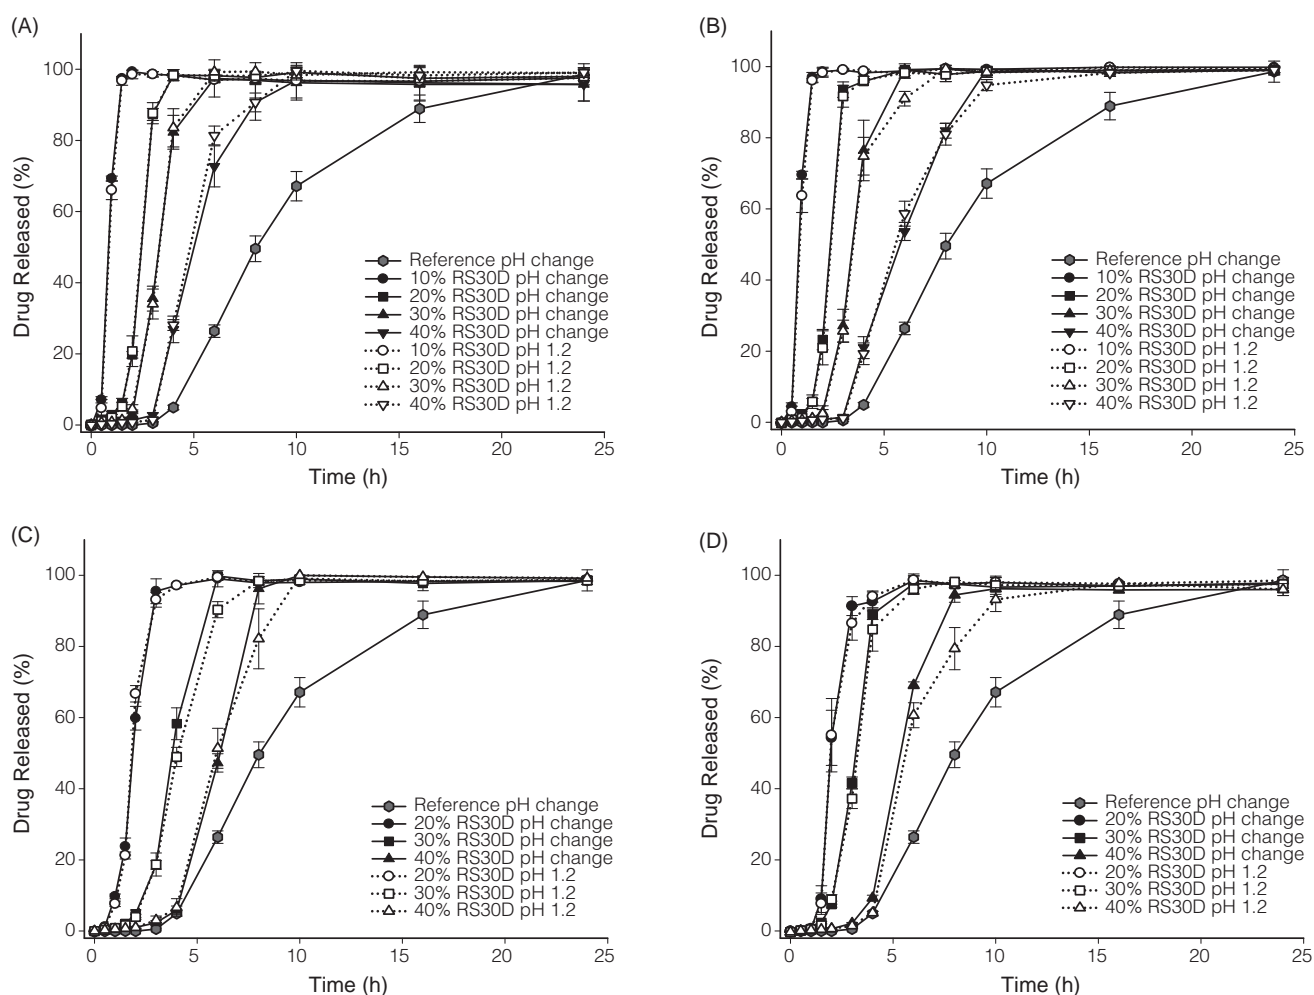 (A)
Drug Released (%)
100
80
60
40
20
0
Reference pH change
10% RS30D pH change
20% RS30D pH change
30% RS30D pH change
40% RS30D pH change
10% RS30D pH 1.2
20% RS30D pH 1.2
30% RS30D pH 1.2
40% RS30D pH 1.2
0 5 10 15 20 25
Time (h)
(B)
Drug Released (%)
100
80
60
40
20
0
Reference pH change
10% RS30D pH change
20% RS30D pH change
30% RS30D pH change
40% RS30D pH change
10% RS30D pH 1.2
20% RS30D pH 1.2
30% RS30D pH 1.2
40% RS30D pH 1.2
0 5 10 15 20 25
Time (h)
(C)
Drug Released (%)
100
80
60
40
20
0
Reference pH change
20% RS30D pH change
30% RS30D pH change
40% RS30D pH change
20% RS30D pH 1.2
30% RS30D pH 1.2
40% RS30D pH 1.2
0 5 10 15 20 25
Time (h)
(D)
Drug Released (%)
100
80
60
40
20
0
Reference pH change
20% RS30D pH change
30% RS30D pH change
40% RS30D pH change
20% RS30D pH 1.2
30% RS30D pH 1.2
40% RS30D pH 1.2
0 5 10 15 20 25
Time (h)